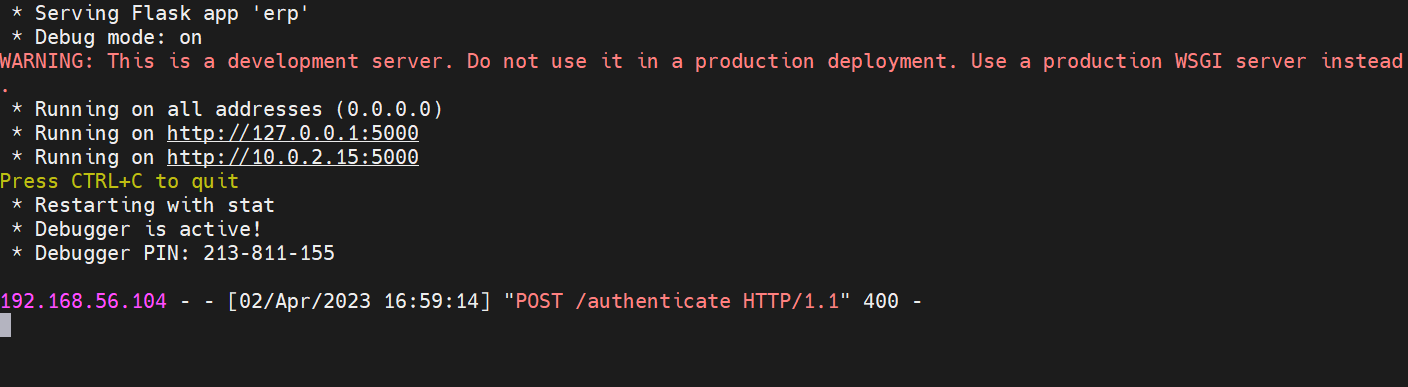 * Serving Flask app 'erp'
* Debug mode: on
WARNING: This is a development server. Do not use it in a production deployment. Use a production WSGI server instead
.
* Running on all addresses (0.0.0.0)
* Running on http://127.0.0.1:5000
* Running on http://10.0.2.15:5000
Press CTRL+C to quit
* Restarting with stat
* Debugger is active!
* Debugger PIN: 213-811-155
192.168.56.104 - - [02/Apr/2023 16:59:14] "POST /authenticate HTTP/1.1" 400 -